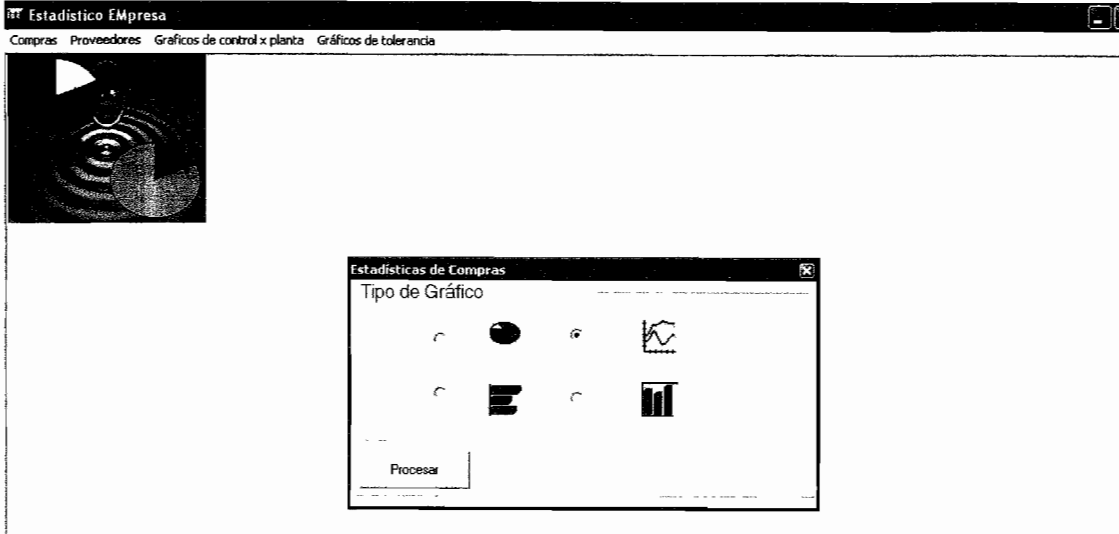 Estadistico EMpresa
Compras Proveedores Graficos de control x planta Gráficos de tolerancia
Estadísticas de Compras
Tipo de Gráfico
Procesar